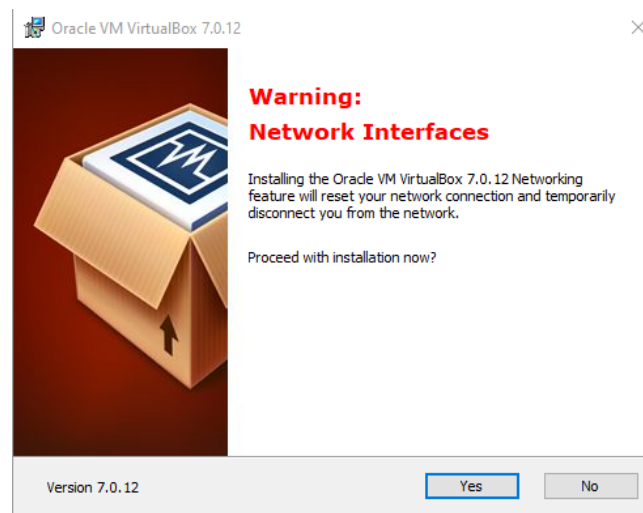 Oracle VM VirtualBox 7.0.12
Warning:
Network Interfaces
Installing the Oracle VM VirtualBox 7.0.12 Networking
feature will reset your network connection and temporarily
disconnect you from the network.
Proceed with installation now?
Version 7.0.12
Yes
No